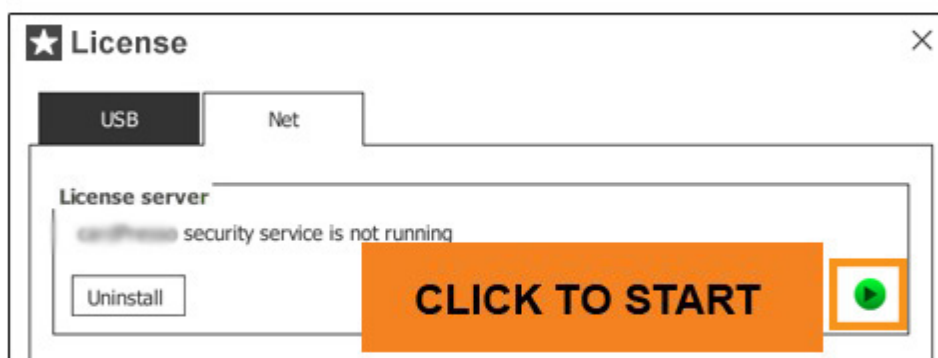 License
USB
Net
License server
security service is not running
Uninstall
CLICK TO START